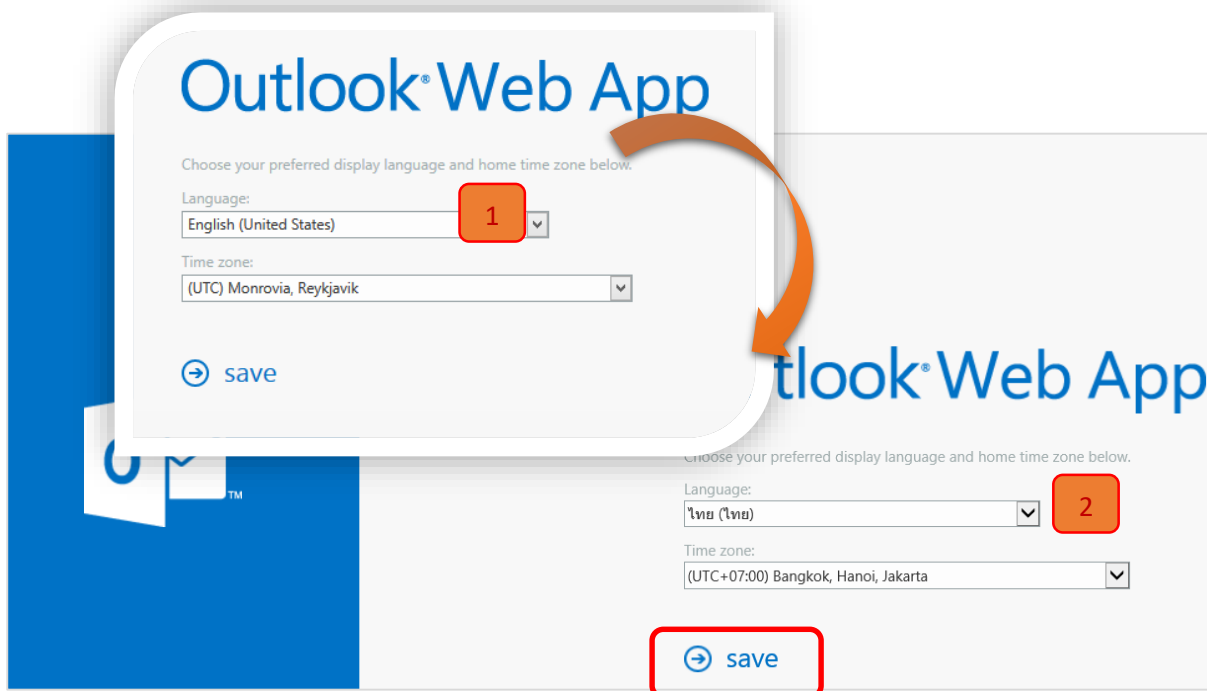 Outlook® Web App
Choose your preferred display language and home time zone below.
Language:
English (United States)
1
Time zone:
(UTC) Monrovia, Reykjavik
save
tlook® Web App
Choose your preferred display language and home time zone below.
Language:
ไทย (ไทย)
2
Time zone:
(UTC+07:00) Bangkok, Hanoi, Jakarta
save
O
TM